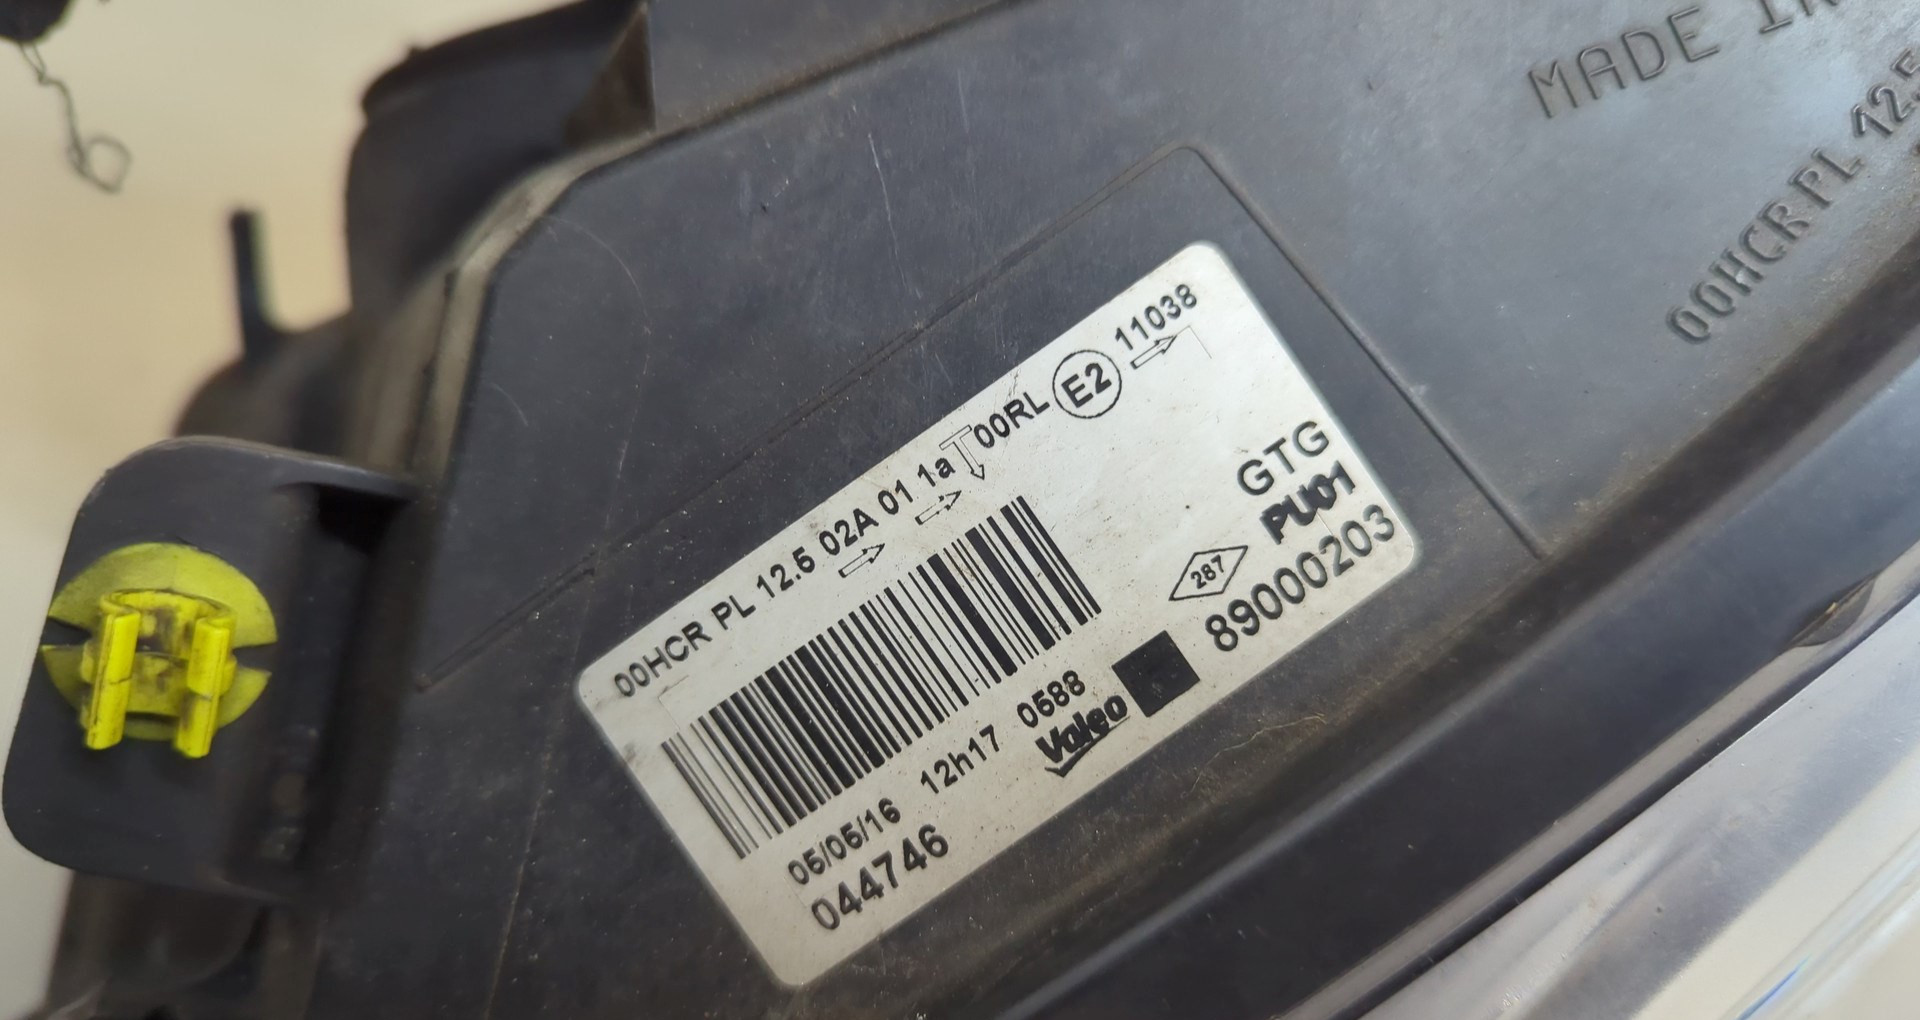 MADE IN
00HCR PL 12.5
00HCR PL 12.5 02A 01 1a 00RL E2 11038
GTG
PU01
287
89000203
05/05/16 12h17 0588
Valeo
044746